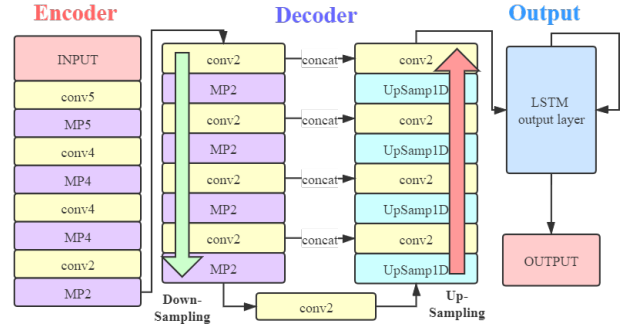 Encoder
Decoder
Output
INPUT
conv5
MP5
conv4
MP4
conv4
MP4
conv2
MP2
conv2
MP2
conv2
MP2
conv2
MP2
conv2
MP2
Down-
Sampling
concat
concat
concat
concat
conv2
conv2
UpSamp1D
conv2
UpSamp1D
conv2
UpSamp1D
conv2
UpSamp1D
Up-
Sampling
LSTM
output layer
OUTPUT